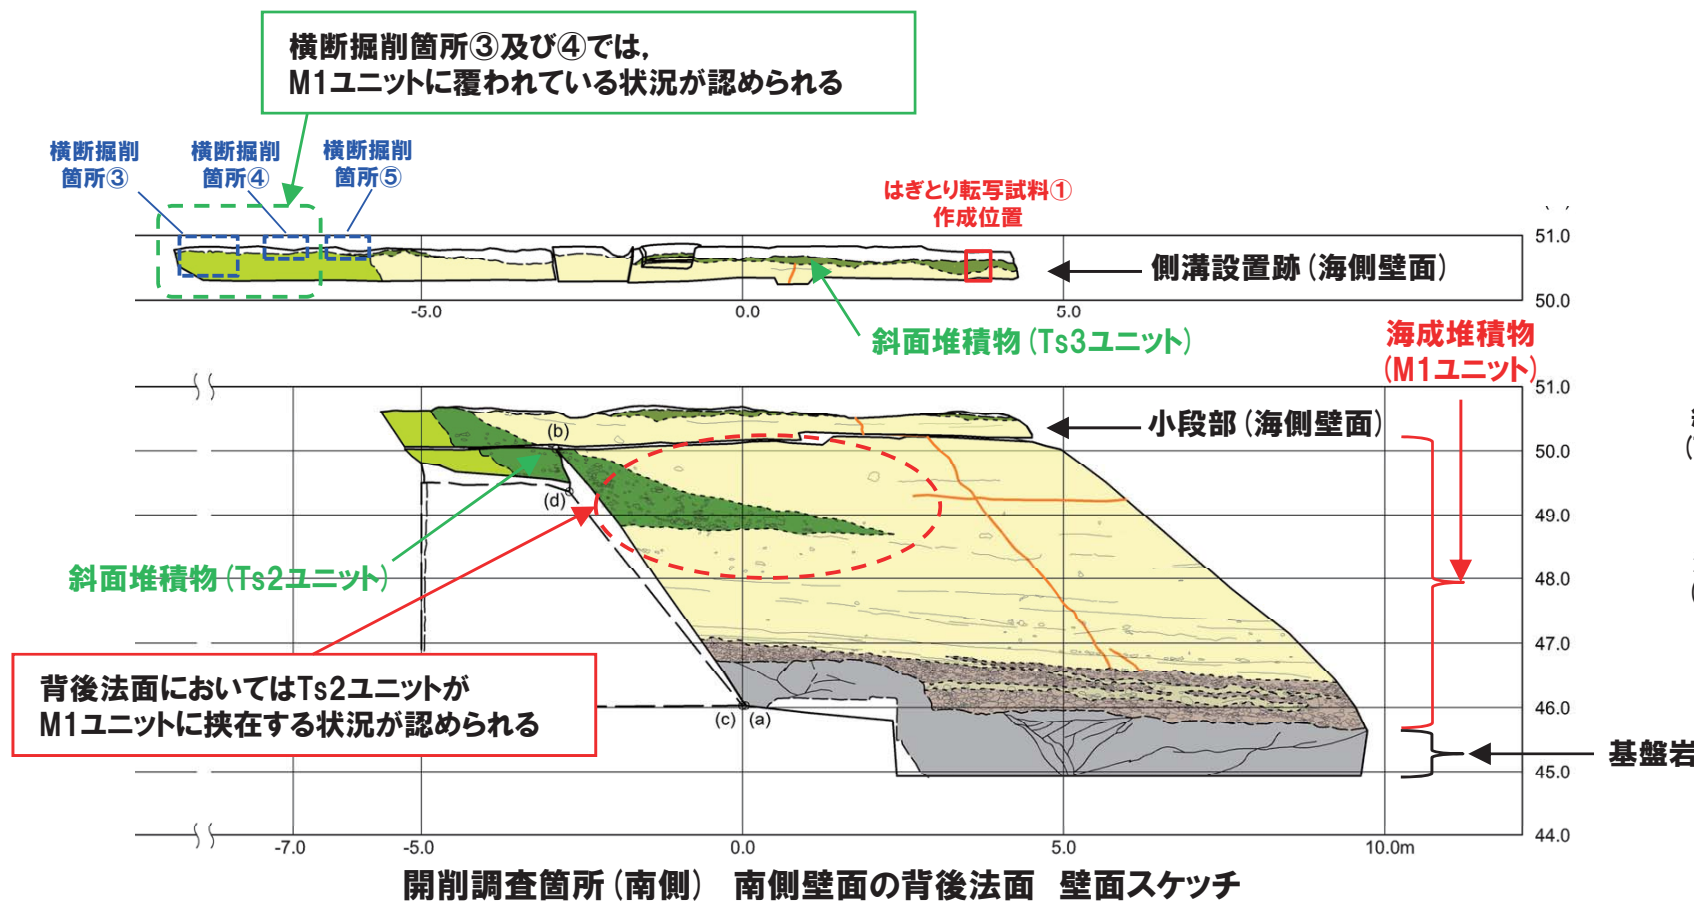 横断掘削箇所③及び④では,
M1ユニットに覆われている状況が認められる
横断掘削
箇所③
横断掘削
箇所④
横断掘削
箇所⑤
はぎとり転写試料①
作成位置
51.0
50.0
側溝設置跡(海側壁面)
-5.0
0.0
5.0
斜面堆積物(Ts3ユニット)
海成堆積物
(M1ユニット)
51.0
小段部(海側壁面)
(b)
50.0
(d)
49.0
斜面堆積物(Ts2ユニット)
48.0
47.0
背後法面においてはTs2ユニットが
M1ユニットに挟在する状況が認められる
(c)
(a)
46.0
基盤岩
45.0
44.0
-7.0
-5.0
0.0
5.0
10.0m
開削調査箇所(南側) 南側壁面の背後法面 壁面スケッチ